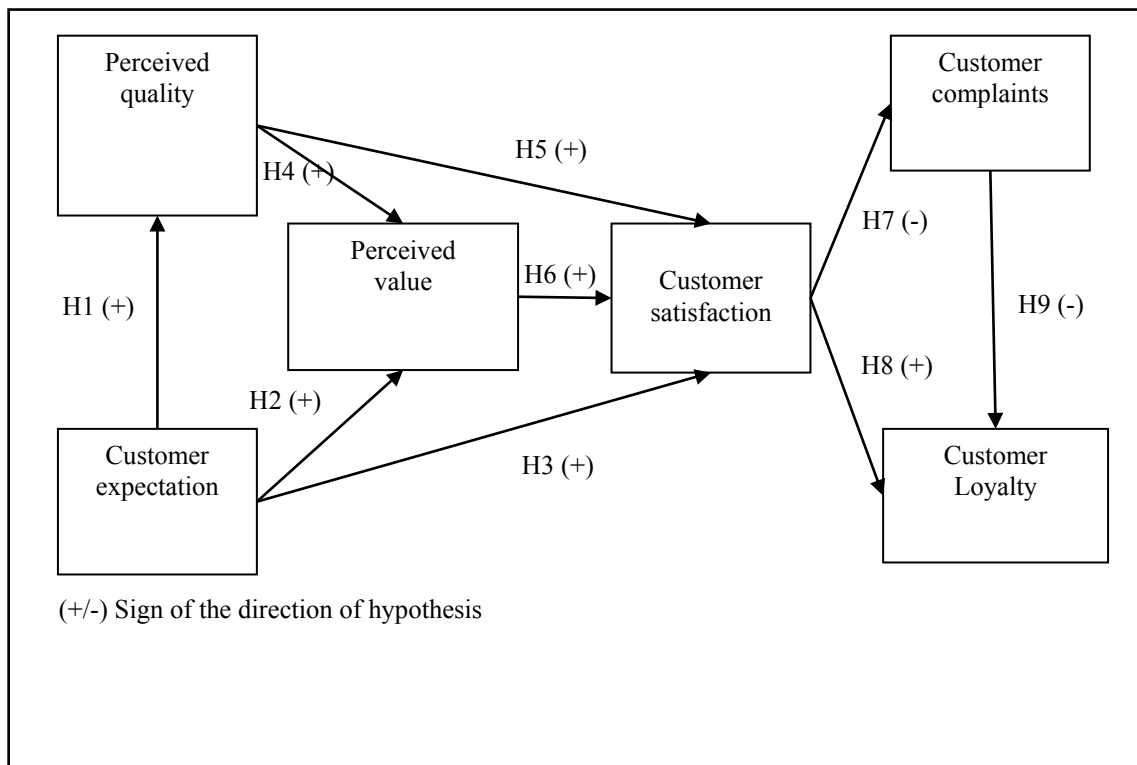 Perceived
quality
Customer
complaints
H5 (+)
H4 (+)
H7 (-)
Perceived
value
H6 (+)
Customer
satisfaction
H1 (+)
H9 (-)
H8 (+)
H2 (+)
Customer
expectation
H3 (+)
Customer
Loyalty
(+/-) Sign of the direction of hypothesis